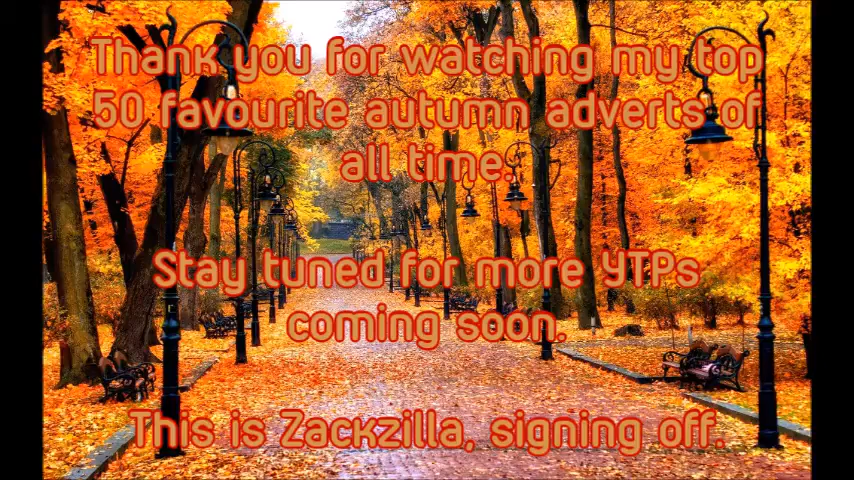 Thank you for watching my top
50 favourite autumn adverts of
all time.
Stay tuned for more YTPs
coming soon.
This is Zackzilla, signing off.